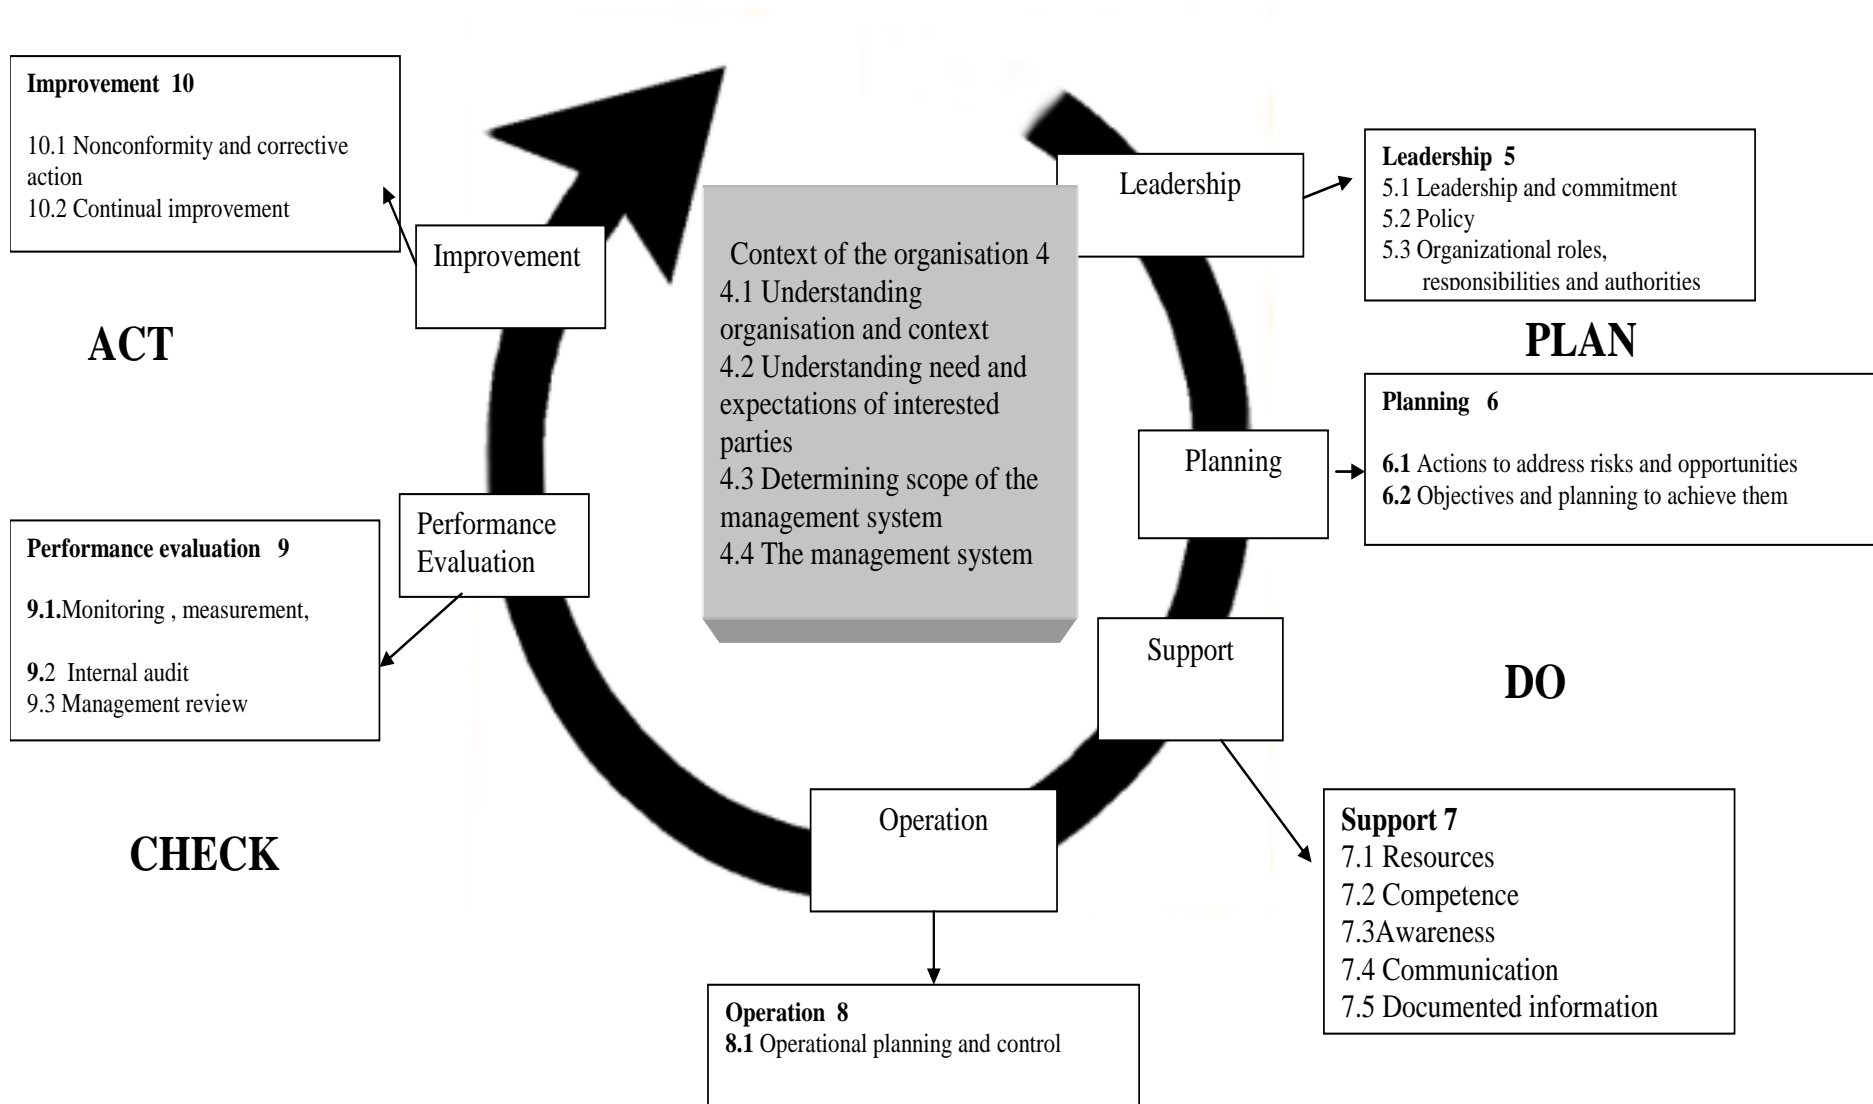 Improvement 10
10.1 Nonconformity and corrective
action
10.2 Continual improvement
Improvement
ACT
Leadership
Leadership 5
5.1 Leadership and commitment
5.2 Policy
5.3 Organizational roles,
responsibilities and authorities
PLAN
Context of the organisation 4
4.1 Understanding
organisation and context
4.2 Understanding need and
expectations of interested
parties
4.3 Determining scope of the
management system
4.4 The management system
Planning
Planning 6
6.1 Actions to address risks and opportunities
6.2 Objectives and planning to achieve them
Performance
Evaluation
Performance evaluation 9
9.1.Monitoring , measurement,
9.2 Internal audit
9.3 Management review
Support
DO
CHECK
Operation
Support 7
7.1 Resources
7.2 Competence
7.3Awareness
7.4 Communication
7.5 Documented information
Operation 8
8.1 Operational planning and control